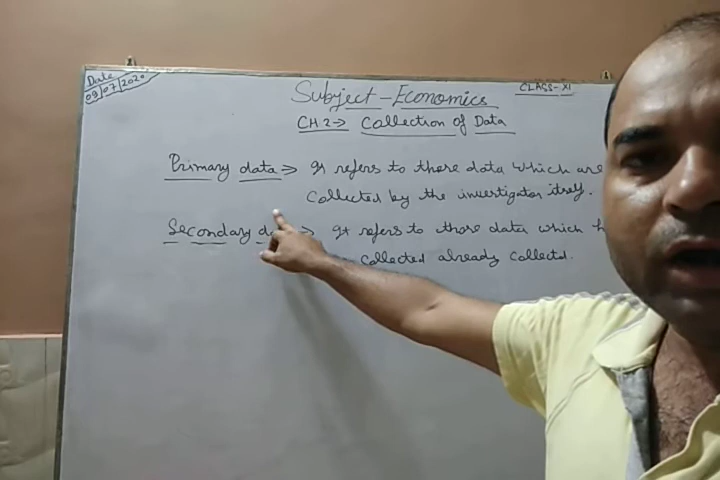 Date
09/07/2020
Subject - Economics
CLASS - XI
CH.2 → Collection of Data
Primary data ⇒ It refers to those data which are
collected by the investigator itself.
Secondary ⇒ It refers to those data which
collected already collected.